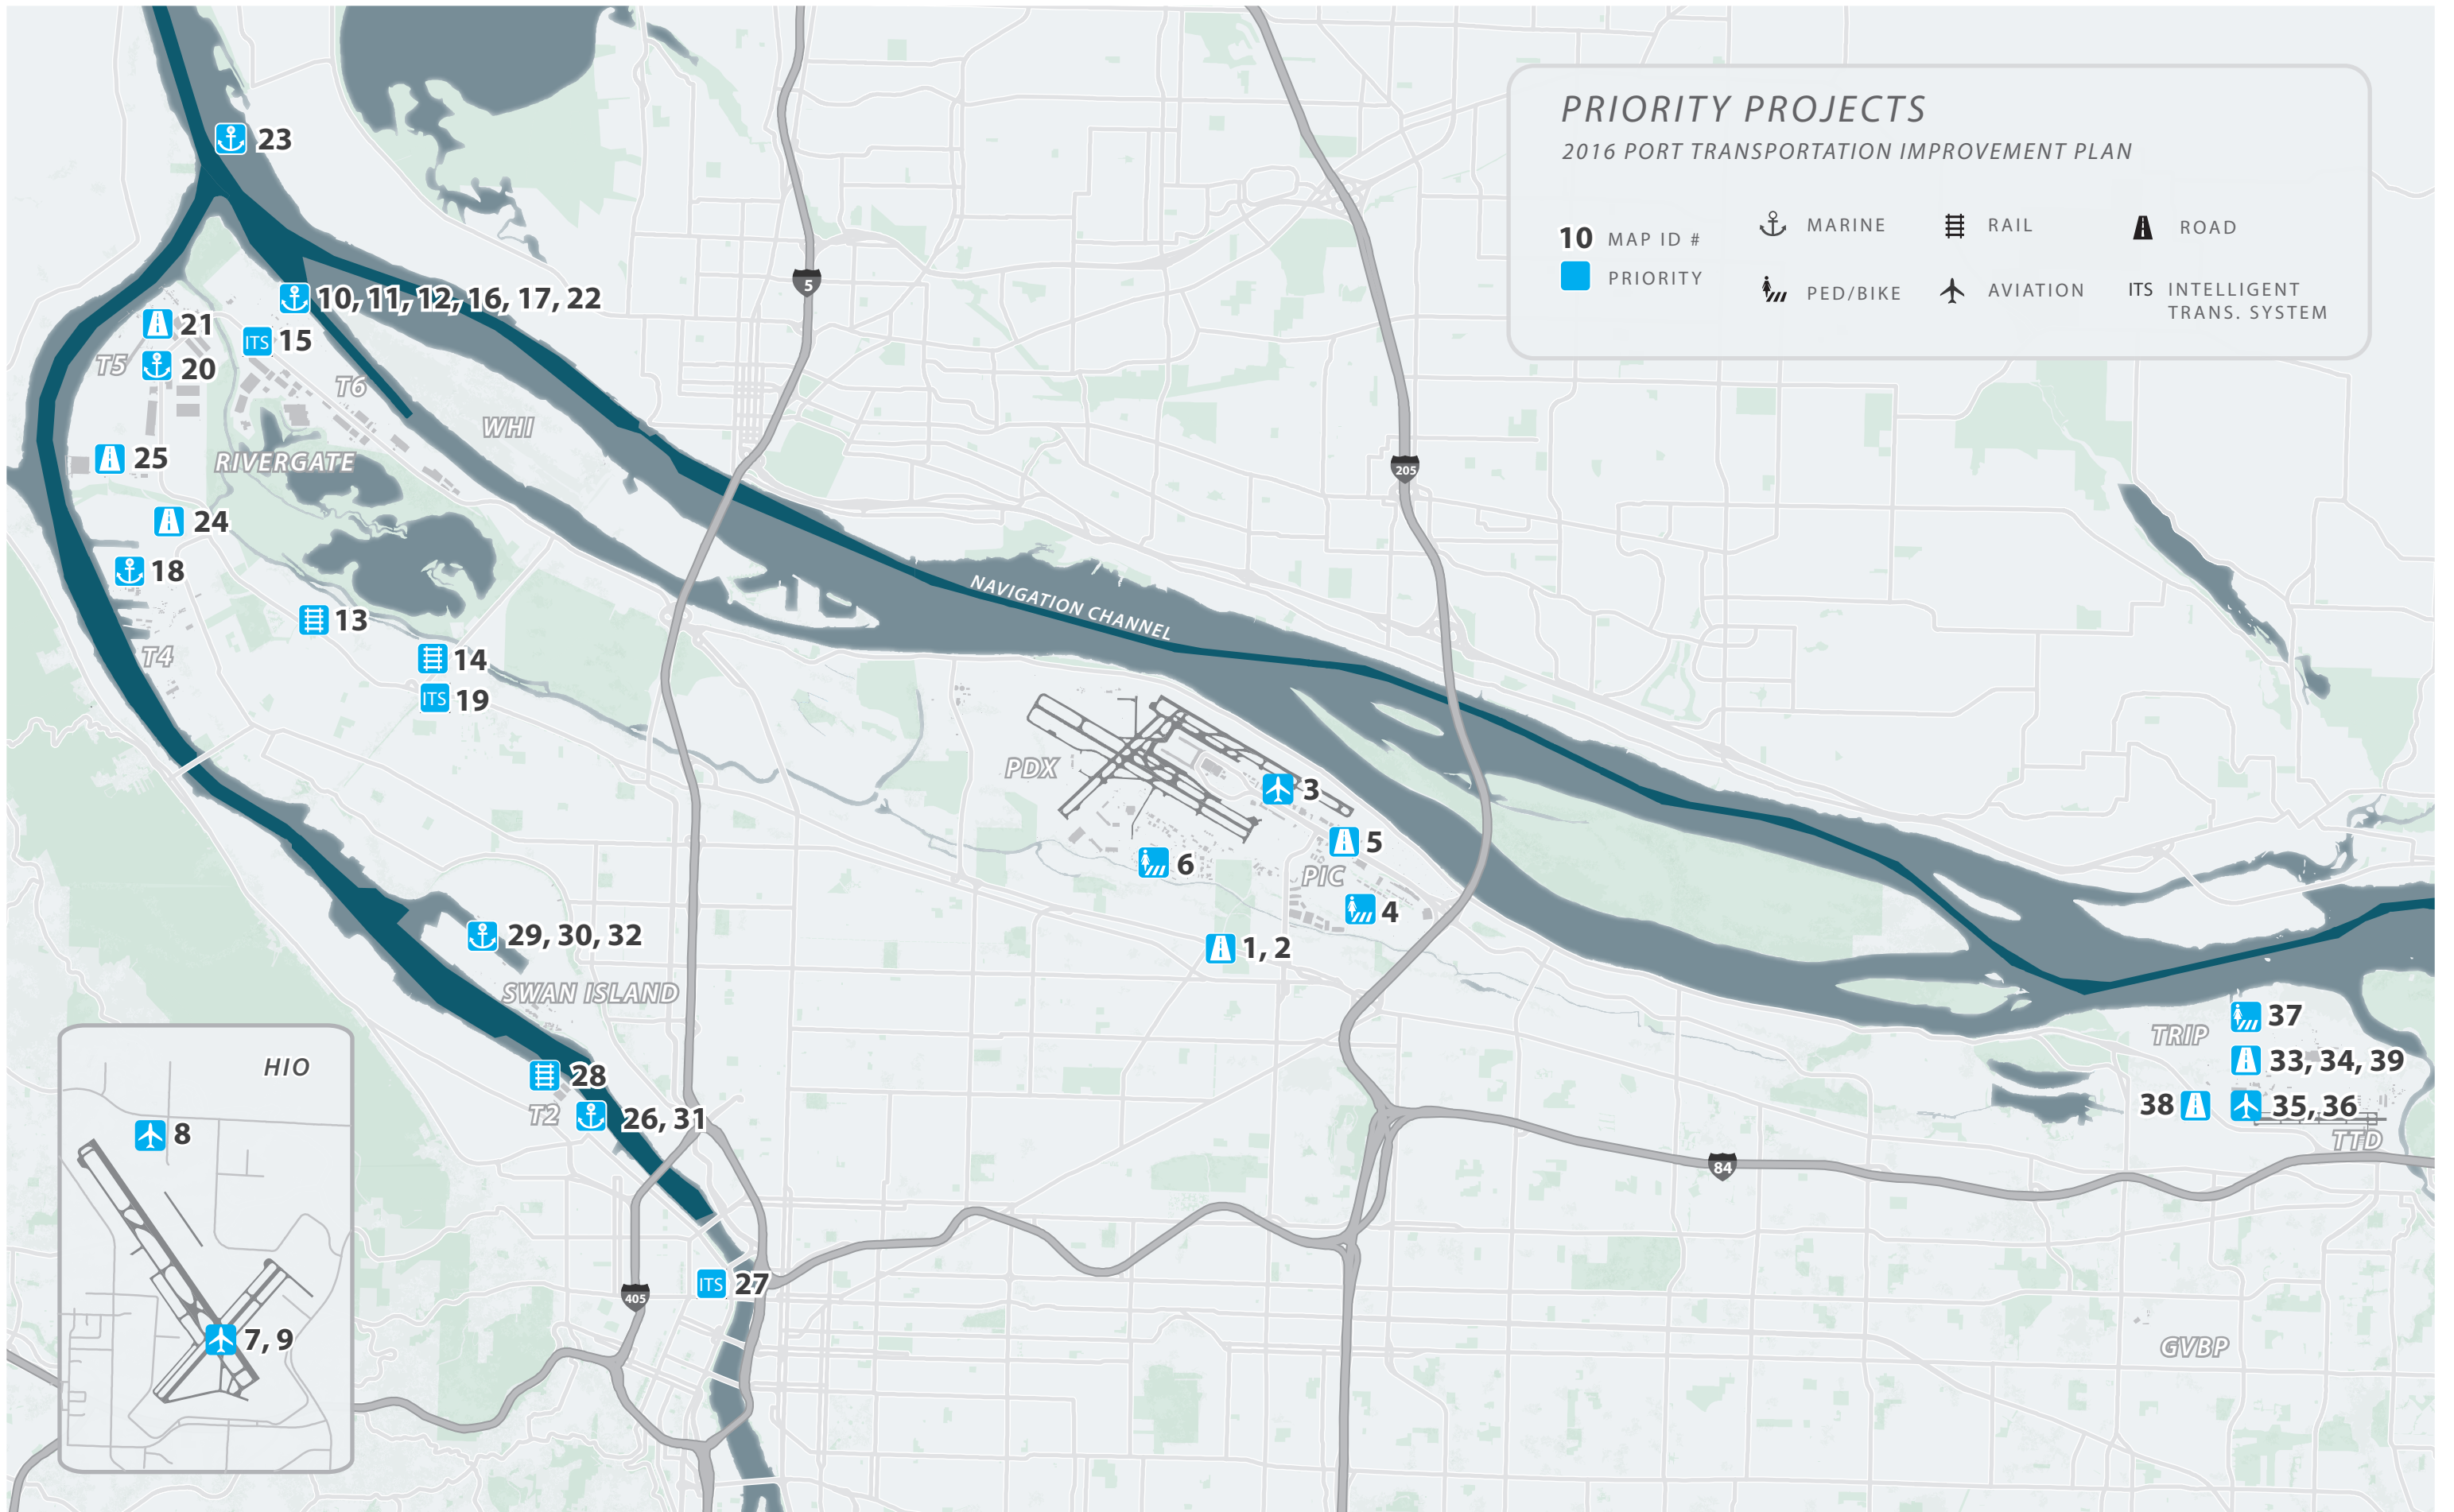 PRIORITY PROJECTS
2016 PORT TRANSPORTATION IMPROVEMENT PLAN
10 MAP ID #
PRIORITY
MARINE
RAIL
ROAD
PED/BIKE
AVIATION
ITS INTELLIGENT
TRANS. SYSTEM
23
5
10, 11, 12, 16, 17, 22
21
ITS 15
T5
20
T6
WHI
25
RIVERGATE
205
24
18
NAVIGATION CHANNEL
13
T4
14
ITS 19
PDX
3
5
6
PIC
4
29, 30, 32
1, 2
SWAN ISLAND
37
TRIP
33, 34, 39
HIO
28
38
35, 36
T2
26, 31
8
TTD
84
ITS 27
405
7, 9
GVBP